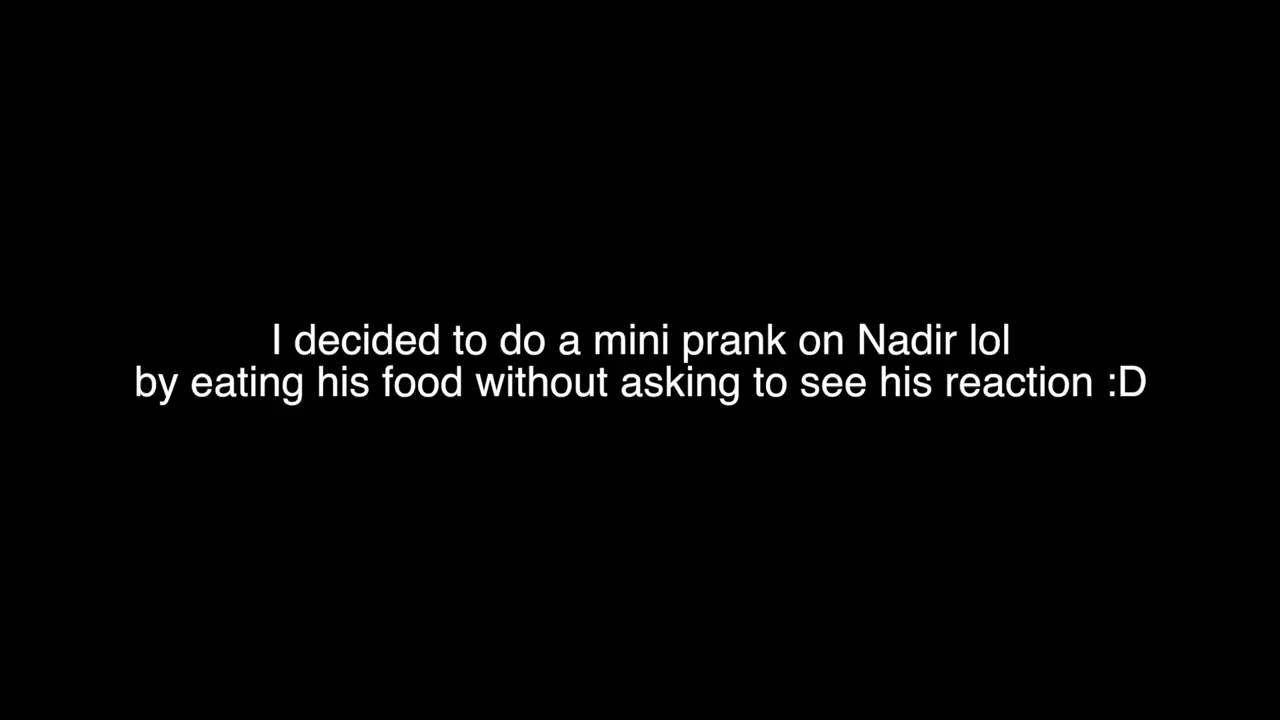 I decided to do a mini prank on Nadir lol
by eating his food without asking to see his reaction :D